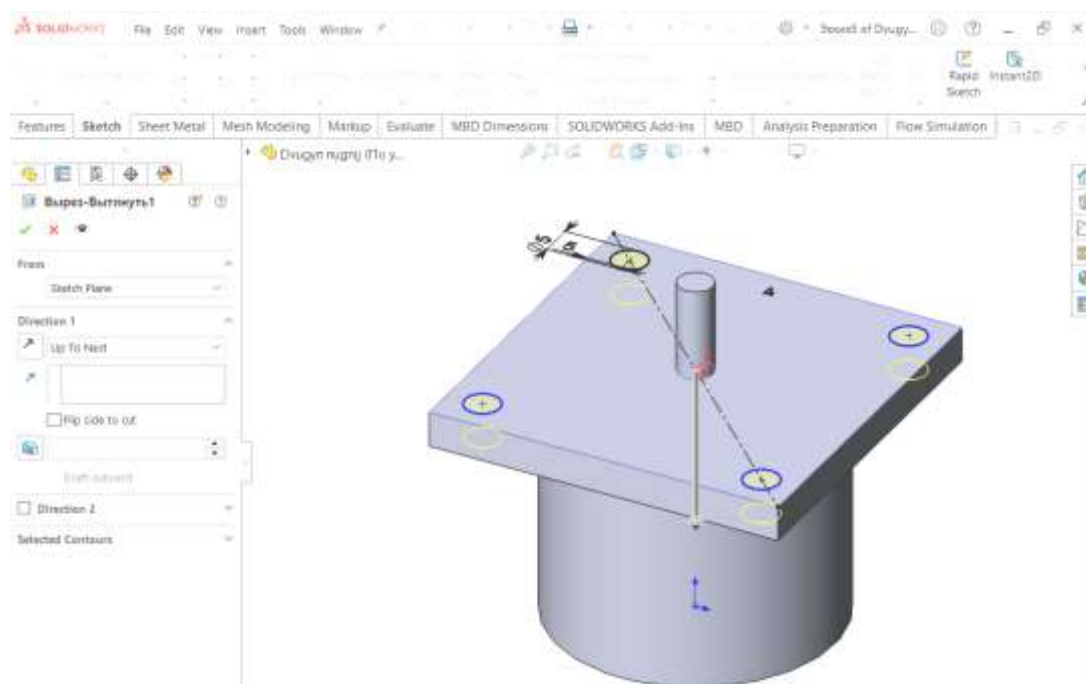 SOLIDWORKS File Edit View Insert Tools Window
Rapid Sketch Instant2D
Features Sketch Sheet Metal Mesh Modeling Markup Evaluate MBD Dimensions SOLIDWORKS Add-Ins MBD Analysis Preparation Flow Simulation
Вырез-Вытянуть1
From
Sketch Plane
Direction 1
Up To Next
Flip side to cut
Draft outward
Direction 2
Selected Contours
4